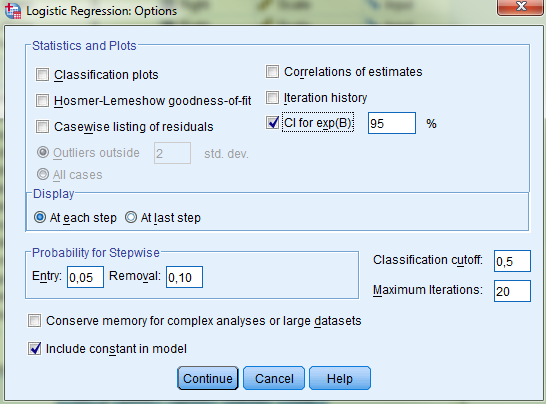 Logistic Regression: Options
Statistics and Plots
Classification plots
Hosmer-Lemeshow goodness-of-fit
Casewise listing of residuals
Outliers outside 2 std. dev.
All cases
Correlations of estimates
Iteration history
CI for exp(B): 95 %
Display
At each step At last step
Probability for Stepwise
Entry: 0,05 Removal: 0,10
Classification cutoff: 0,5
Maximum Iterations: 20
Conserve memory for complex analyses or large datasets
Include constant in model
Continue Cancel Help